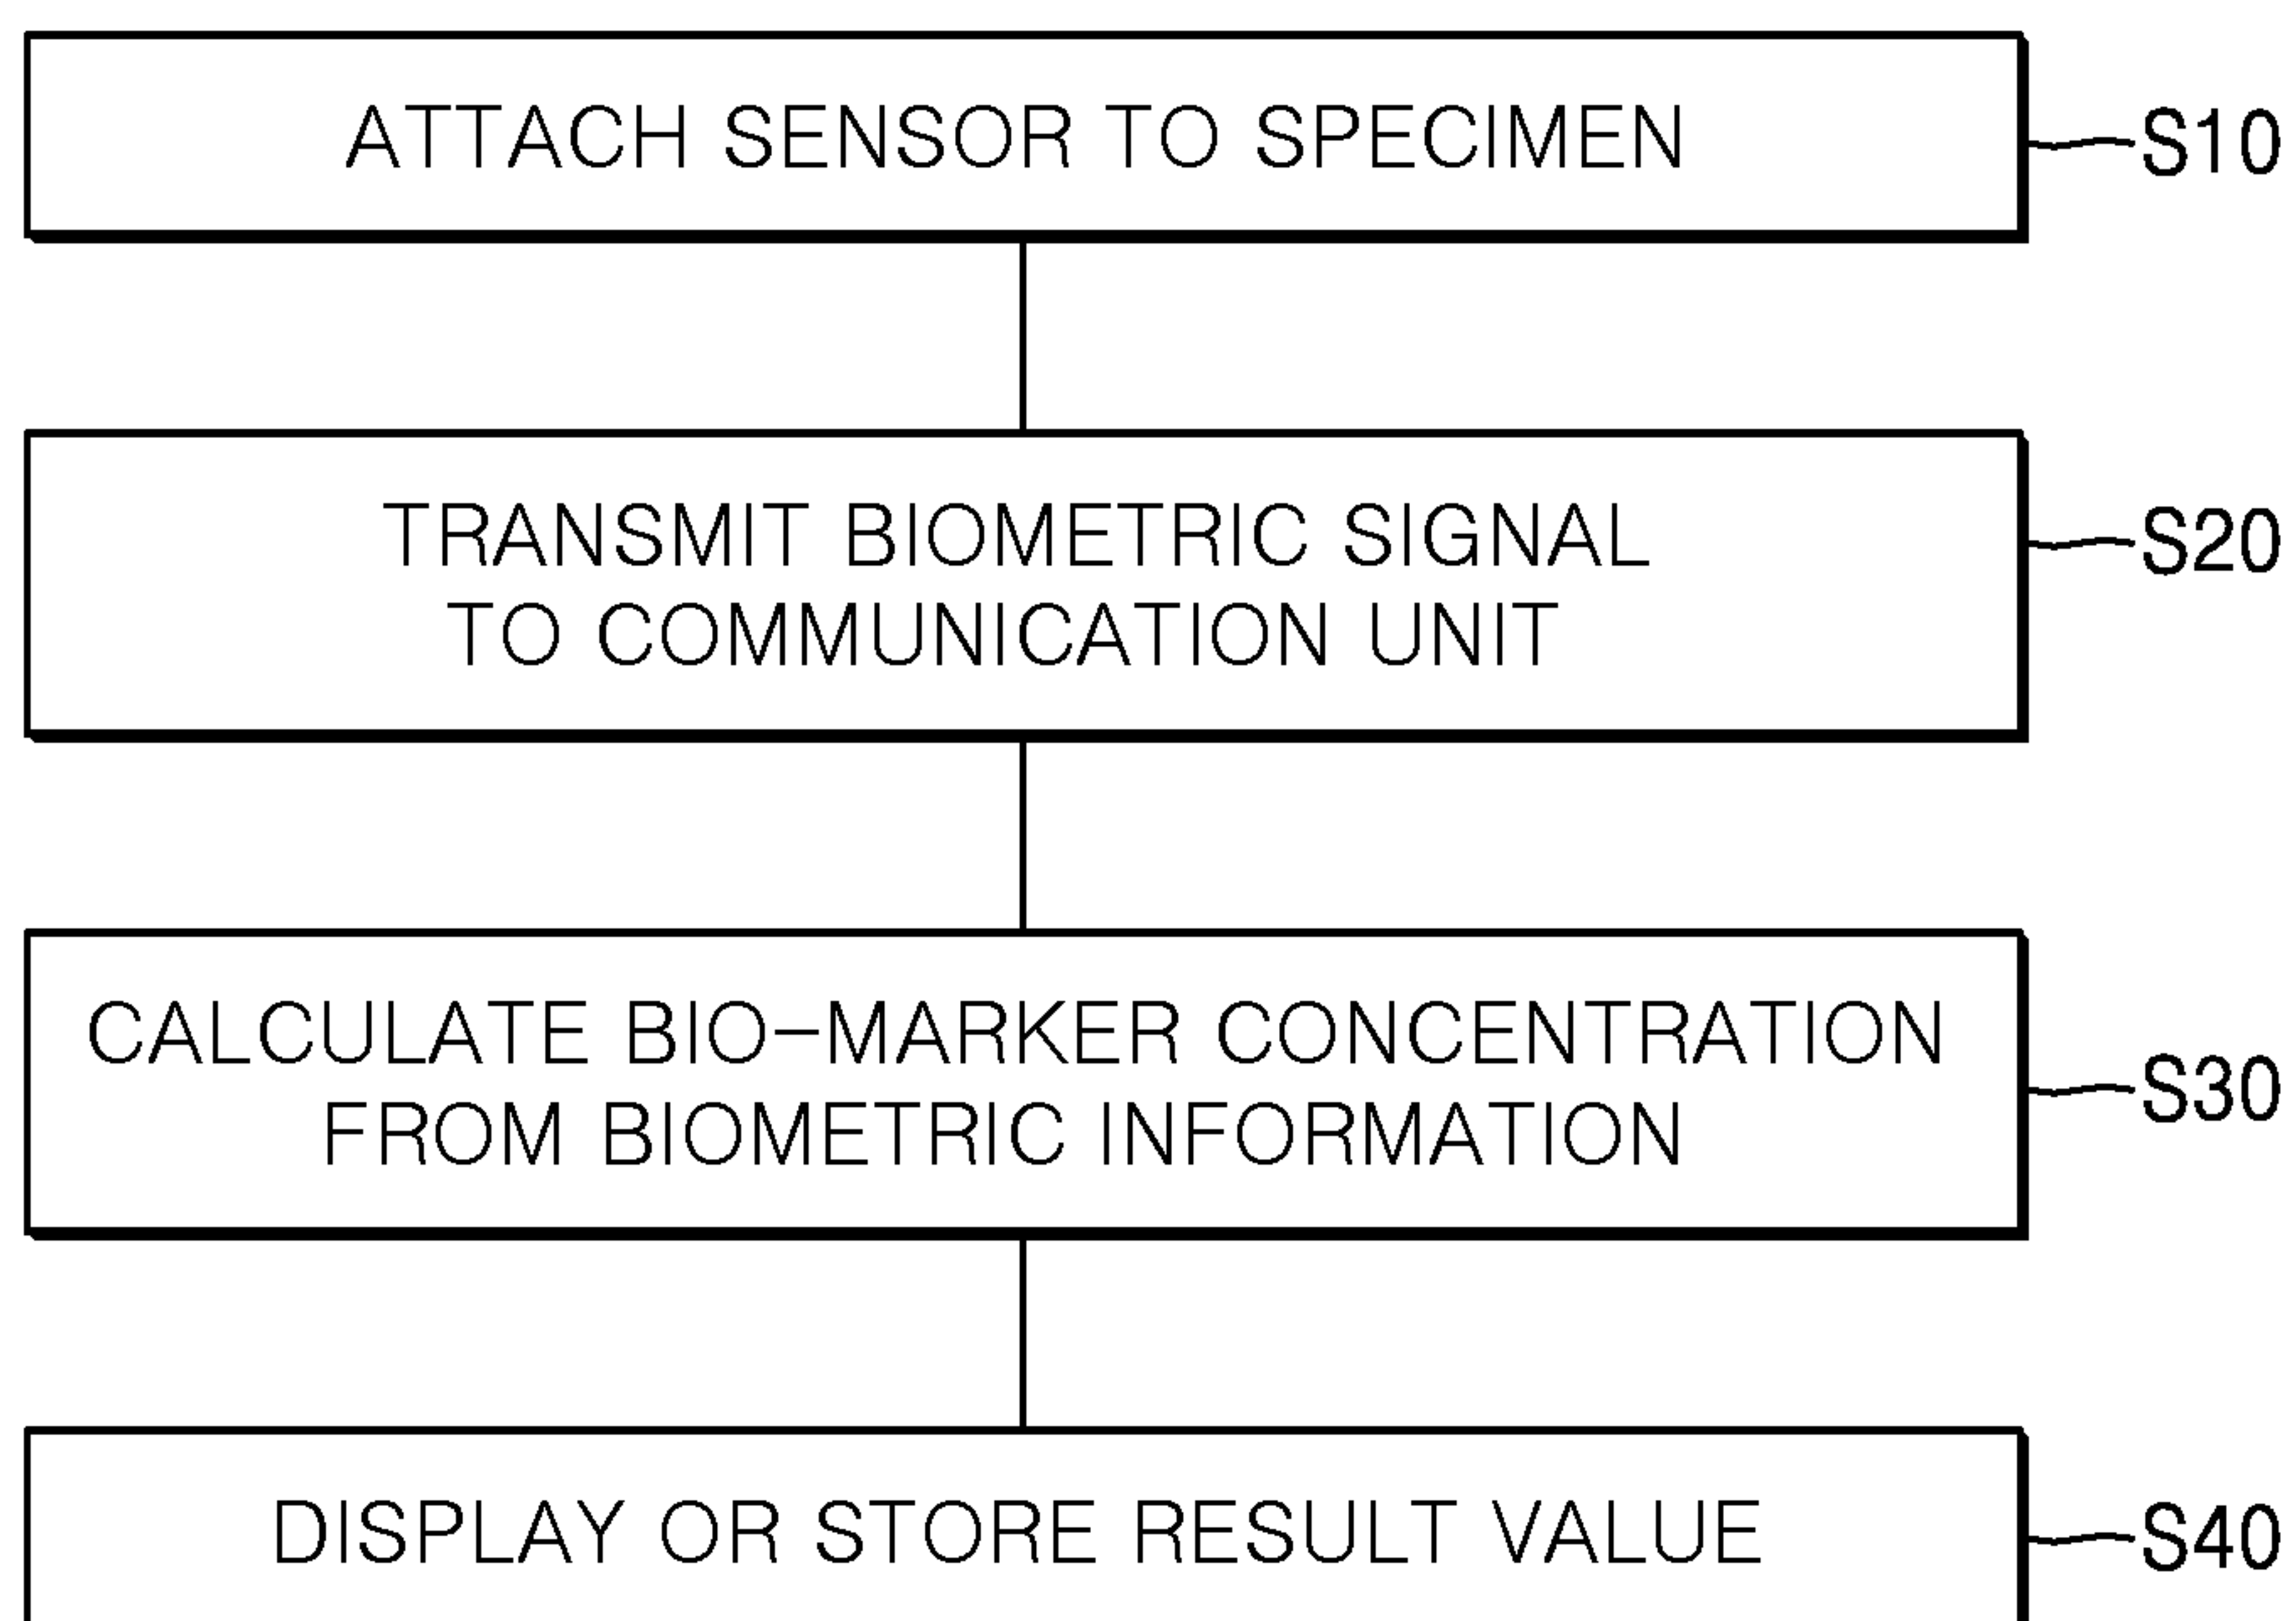 ATTACH SENSOR TO SPECIMEN
S10
TRANSMIT BIOMETRIC SIGNAL
TO COMMUNICATION UNIT
S20
CALCULATE BIO-MARKER CONCENTRATION
FROM BIOMETRIC INFORMATION
S30
DISPLAY OR STORE RESULT VALUE
S40